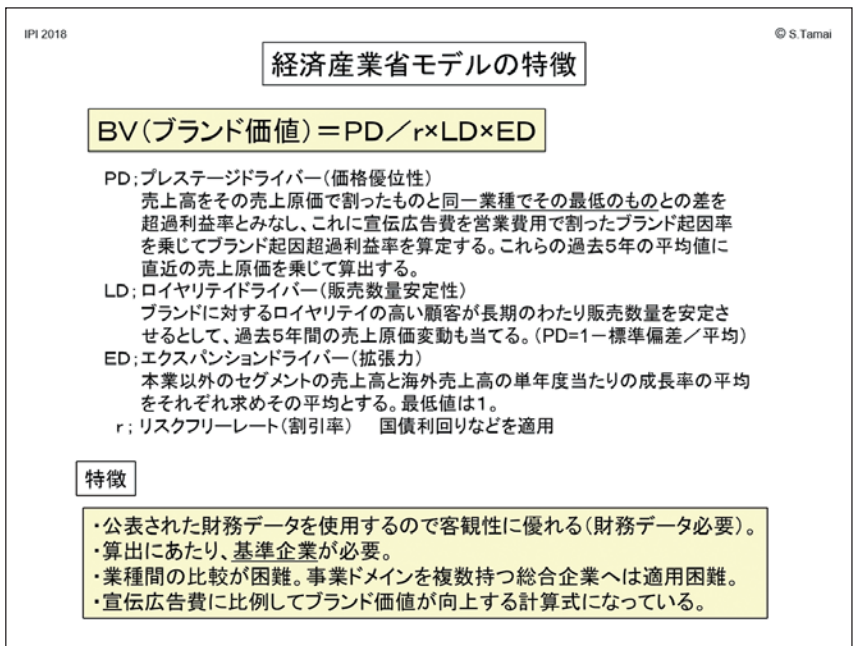 IPI 2018
© S.Tamai
経済産業省モデルの特徴
BV(ブランド価値)=PD/r×LD×ED
PD;プレステージドライバー(価格優位性)
売上高をその売上原価で割ったものと同一業種でその最低のものとの差を
超過利益率とみなし、これに宣伝広告費を営業費用で割ったブランド起因率
を乗じてブランド起因超過利益率を算定する。これらの過去5年の平均値に
直近の売上原価を乗じて算出する。
LD;ロイヤリテイドライバー(販売数量安定性)
ブランドに対するロイヤリテイの高い顧客が長期のわたり販売数量を安定さ
せるとして、過去5年間の売上原価変動も当てる。(PD=1-標準偏差/平均)
ED;エクスパンションドライバー(拡張力)
本業以外のセグメントの売上高と海外売上高の単年度当たりの成長率の平均
をそれぞれ求めその平均とする。最低値は1。
r;リスクフリーレート(割引率) 国債利回りなどを適用
特徴
・公表された財務データを使用するので客観性に優れる(財務データ必要)。
・算出にあたり、基準企業が必要。
・業種間の比較が困難。事業ドメインを複数持つ総合企業へは適用困難。
・宣伝広告費に比例してブランド価値が向上する計算式になっている。